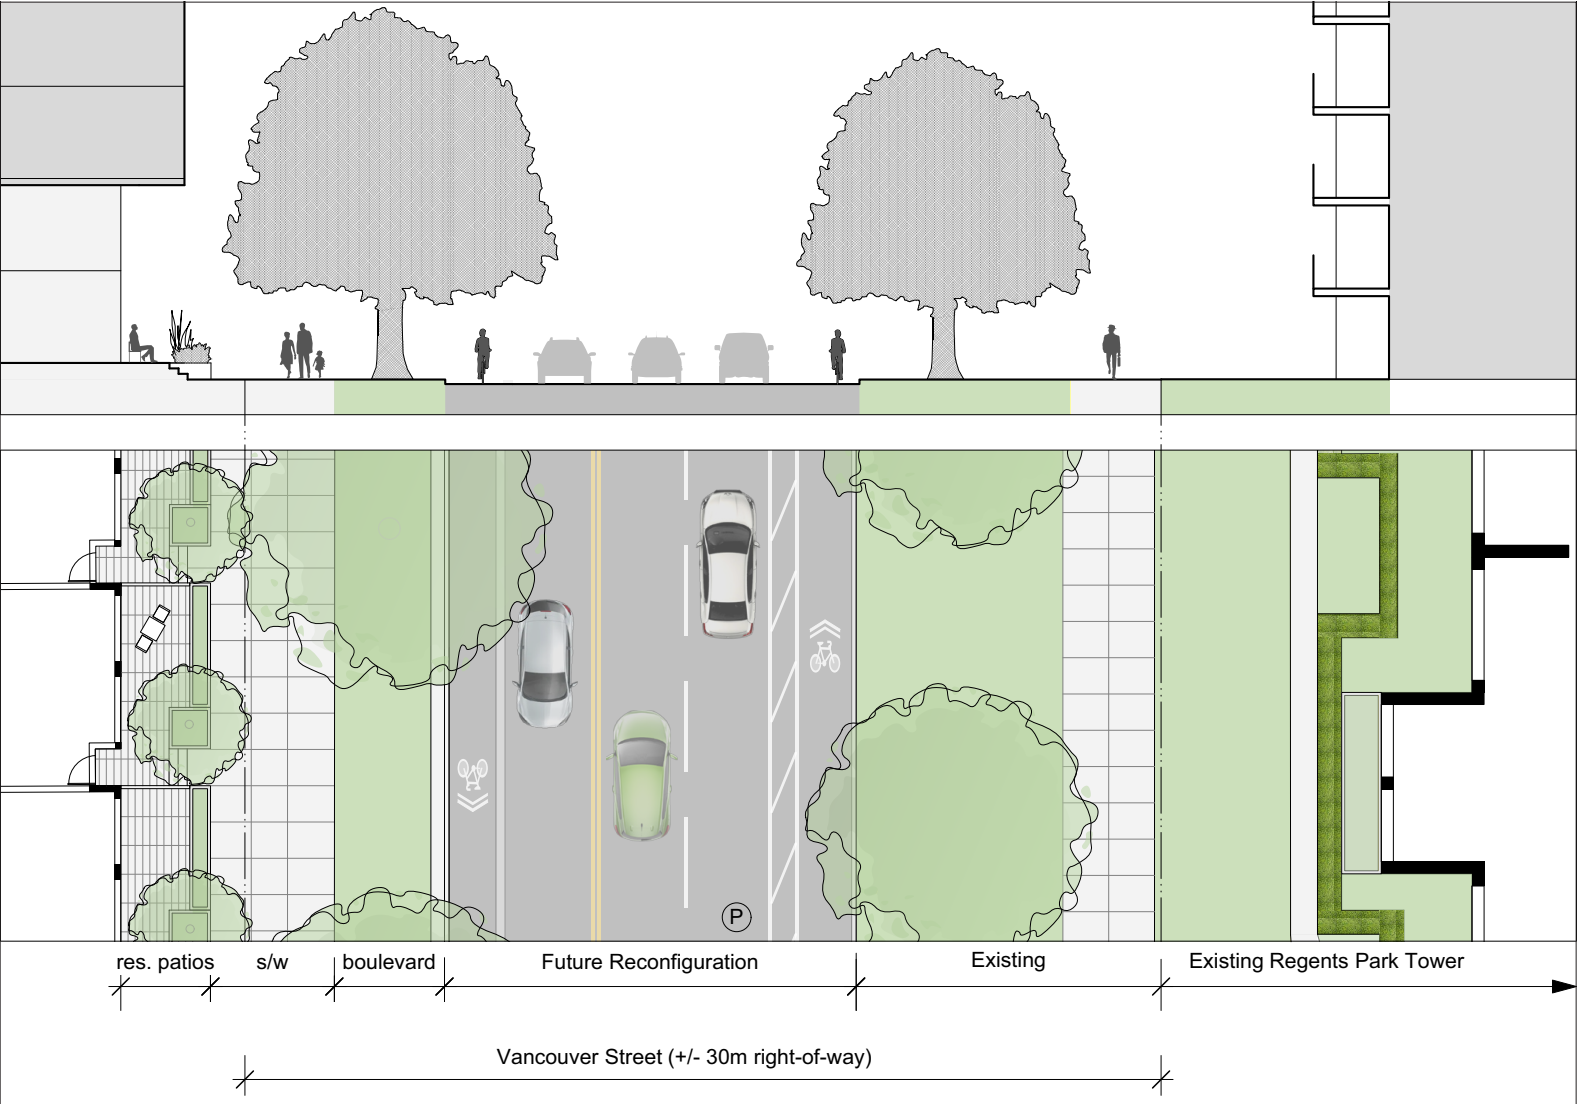 P
res. patios
s/w
boulevard
Future Reconfiguration
Existing
Existing Regents Park Tower
Vancouver Street (+/- 30m right-of-way)